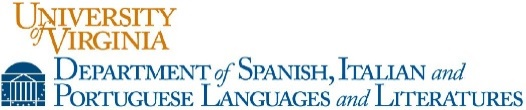 UNIVERSITY
of VIRGINIA
DEPARTMENT of SPANISH, ITALIAN and
PORTUGUESE LANGUAGES and LITERATURES